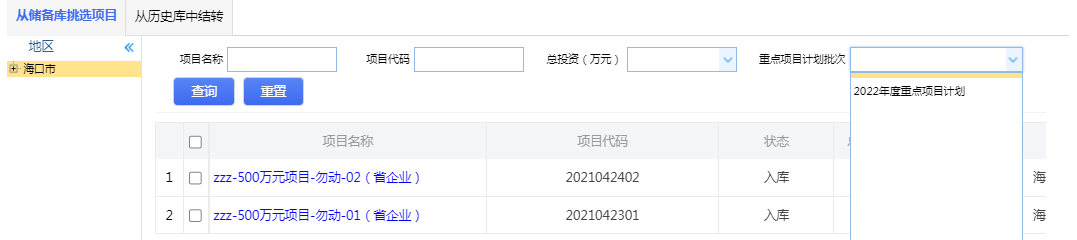 从储备库挑选项目 从历史库中结转
地区
海口市
项目名称 项目代码 总投资（万元） 重点项目计划批次
查询 重置
2022年度重点项目计划
项目名称 项目代码 状态
1 zzz-500万元项目-勿动-02（省企业） 2021042402 入库 海
2 zzz-500万元项目-勿动-01（省企业） 2021042301 入库 海